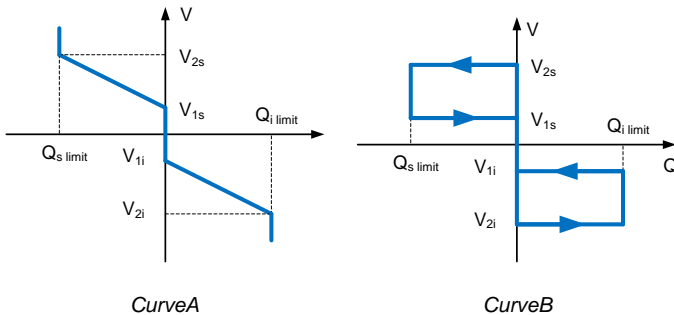 V
V2s
V1s
Qi limit
Qs limit
V1i
V2i
CurveA
V
V2s
V1s
Qi limit
Qs limit
V1i
Q
V2i
CurveB